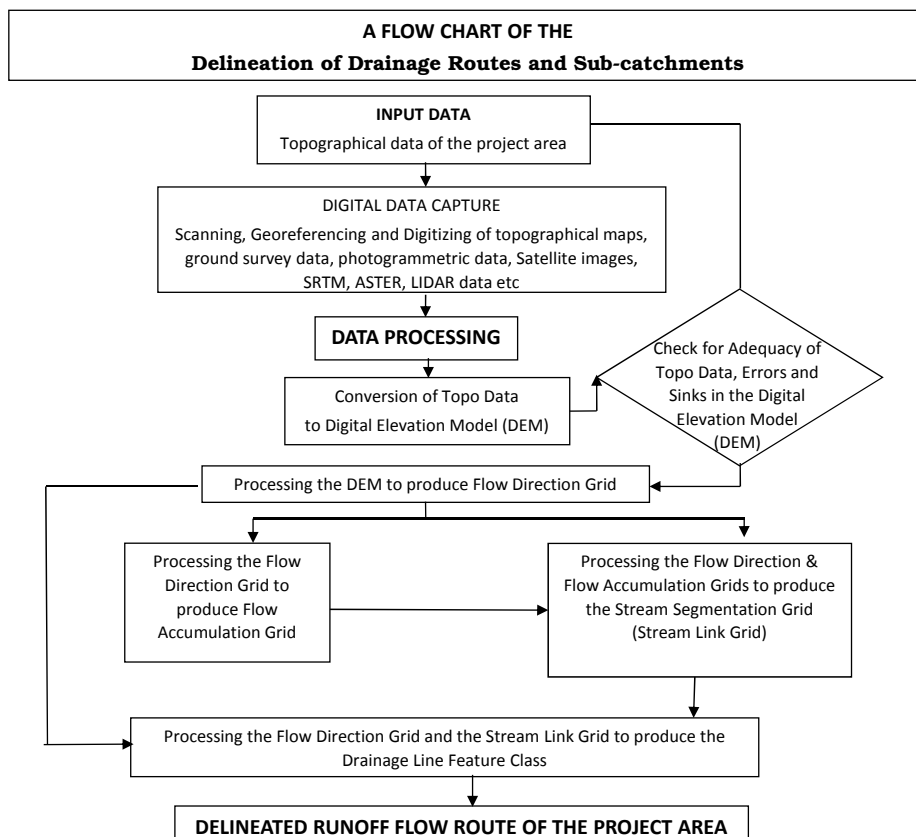 A FLOW CHART OF THE
Delineation of Drainage Routes and Sub-catchments
INPUT DATA
Topographical data of the project area
DIGITAL DATA CAPTURE
Scanning, Georeferencing and Digitizing of topographical maps,
ground survey data, photogrammetric data, Satellite images,
SRTM, ASTER, LIDAR data etc
DATA PROCESSING
Conversion of Topo Data
to Digital Elevation Model (DEM)
Check for Adequacy of
Topo Data, Errors and
Sinks in the Digital
Elevation Model
(DEM)
Processing the DEM to produce Flow Direction Grid
Processing the Flow
Direction Grid to
produce Flow
Accumulation Grid
Processing the Flow Direction &
Flow Accumulation Grids to produce
the Stream Segmentation Grid
(Stream Link Grid)
Processing the Flow Direction Grid and the Stream Link Grid to produce the
Drainage Line Feature Class
DELINEATED RUNOFF FLOW ROUTE OF THE PROJECT AREA